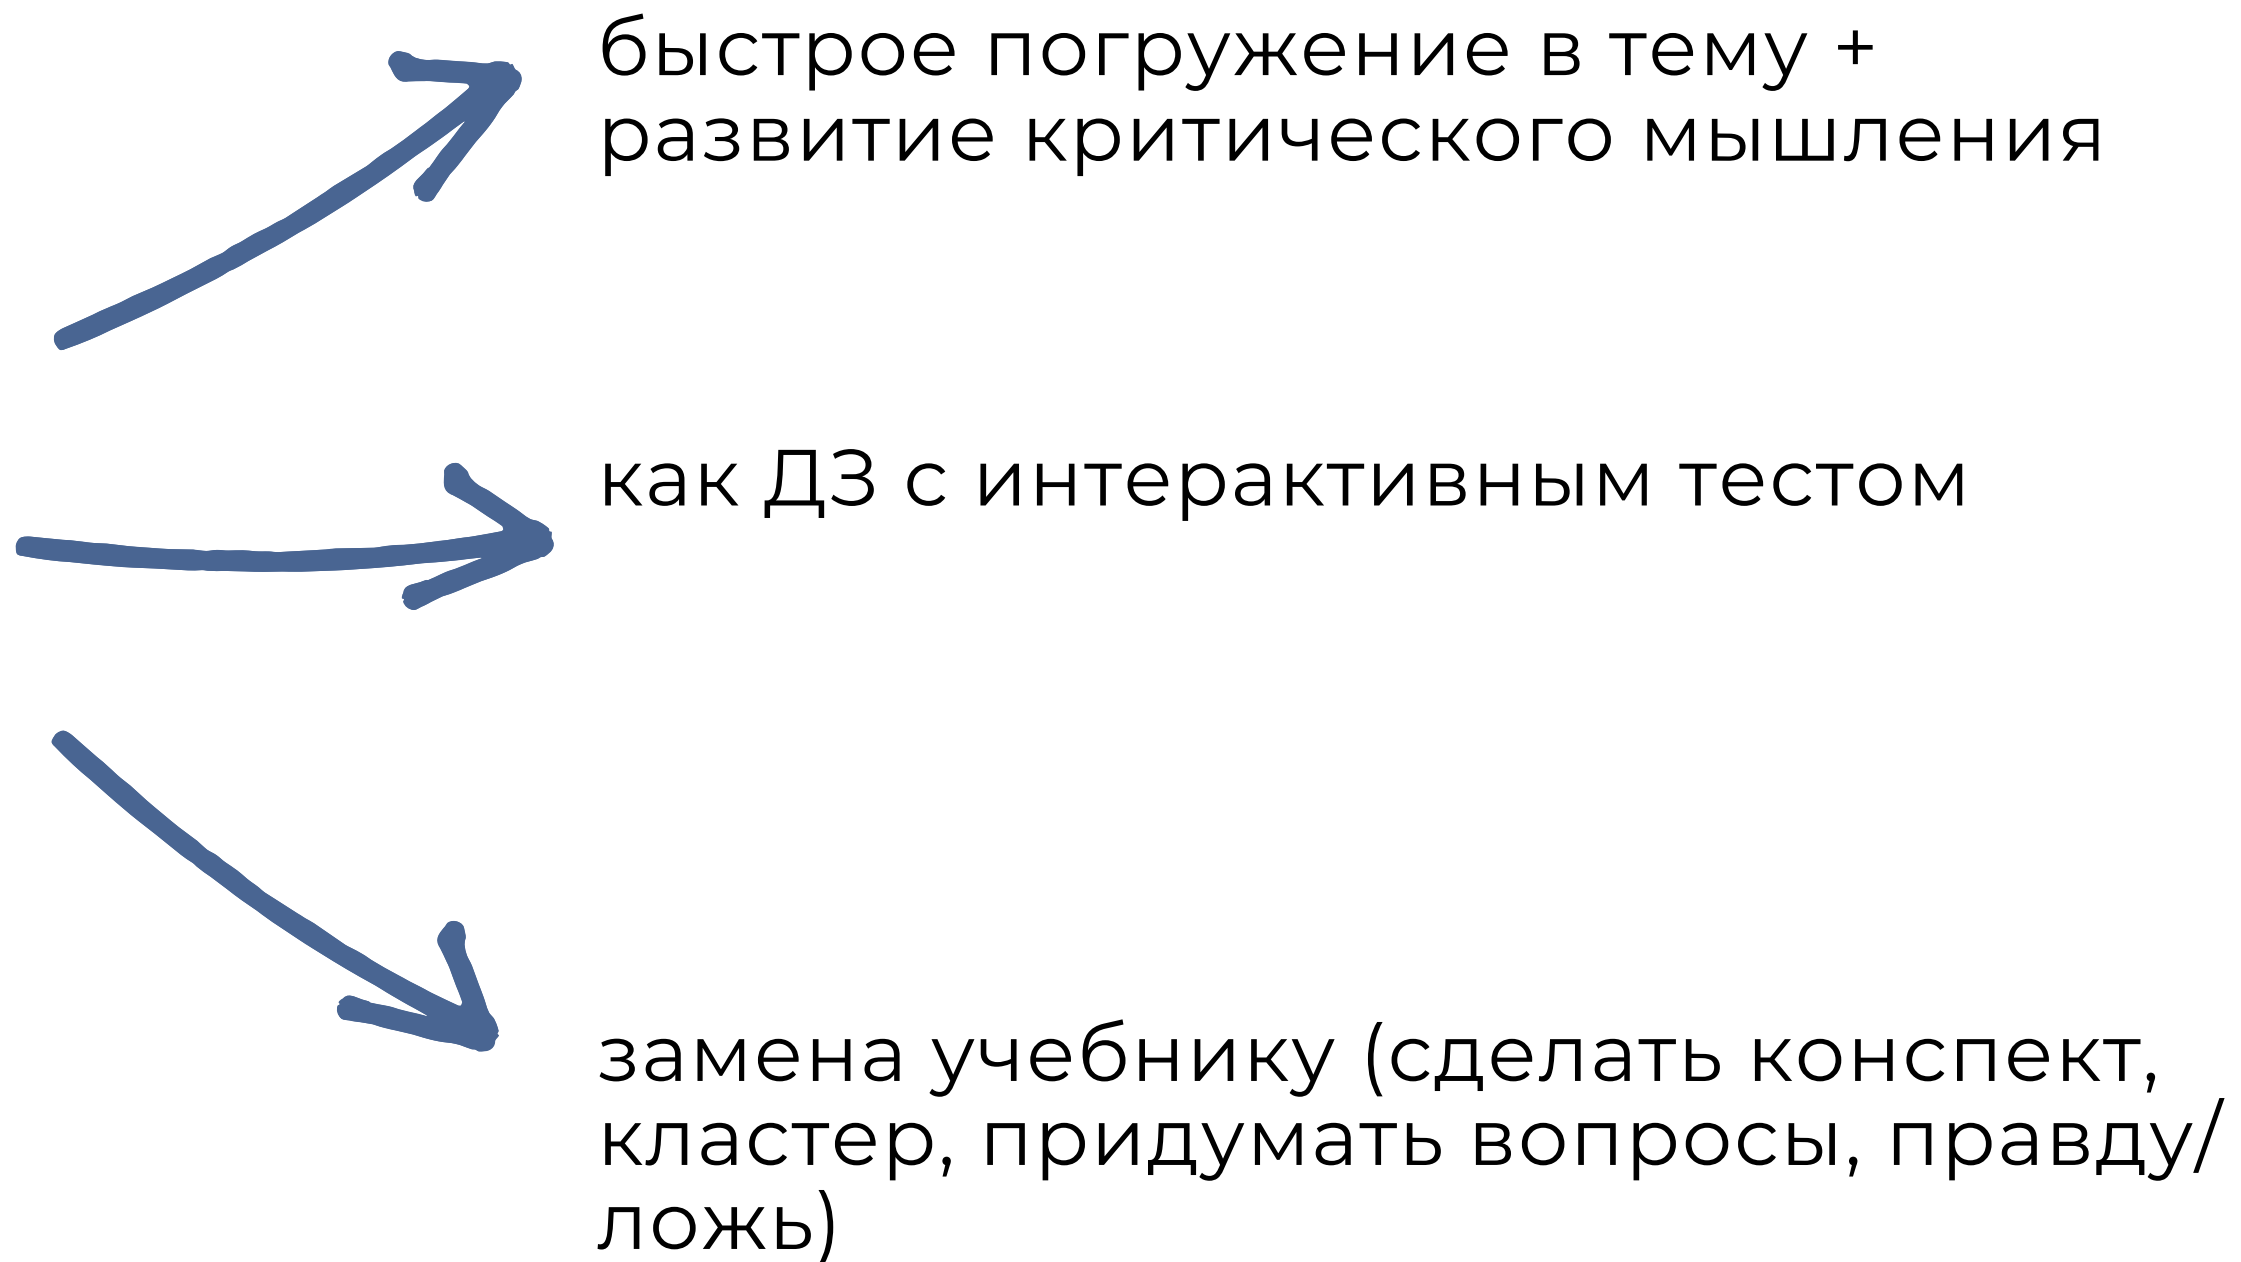 быстрое погружение в тему +
развитие критического мышления
как ДЗ с интерактивным тестом
замена учебнику (сделать конспект,
кластер, придумать вопросы, правду/
ложь)